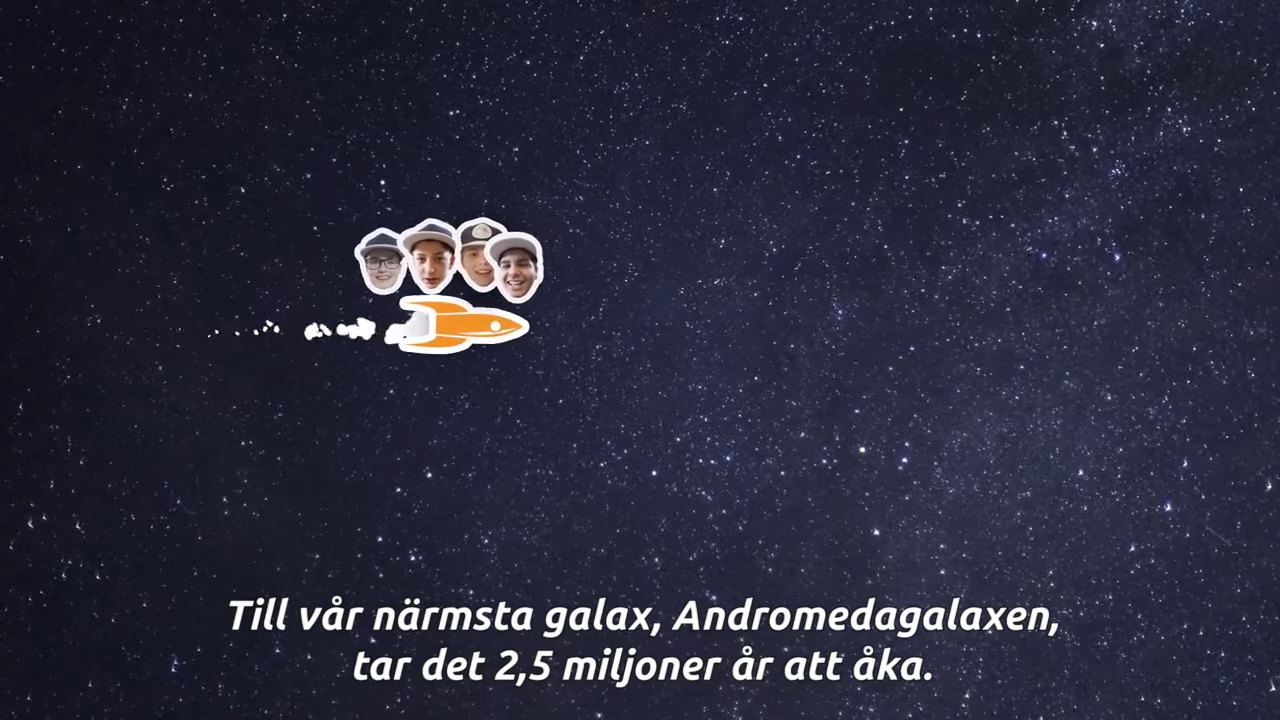 Till vår närmsta galax, Andromedagalaxen,
tar det 2,5 miljoner år att åka.